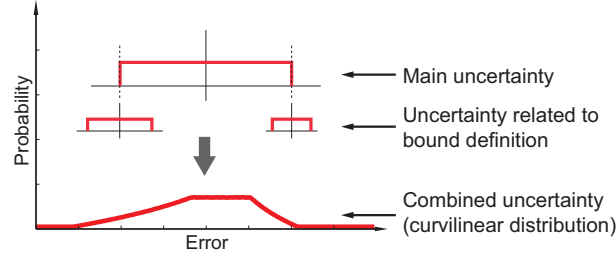 Probability
Main uncertainty
Uncertainty related to
bound definition
Combined uncertainty
(curvilinear distribution)
Error